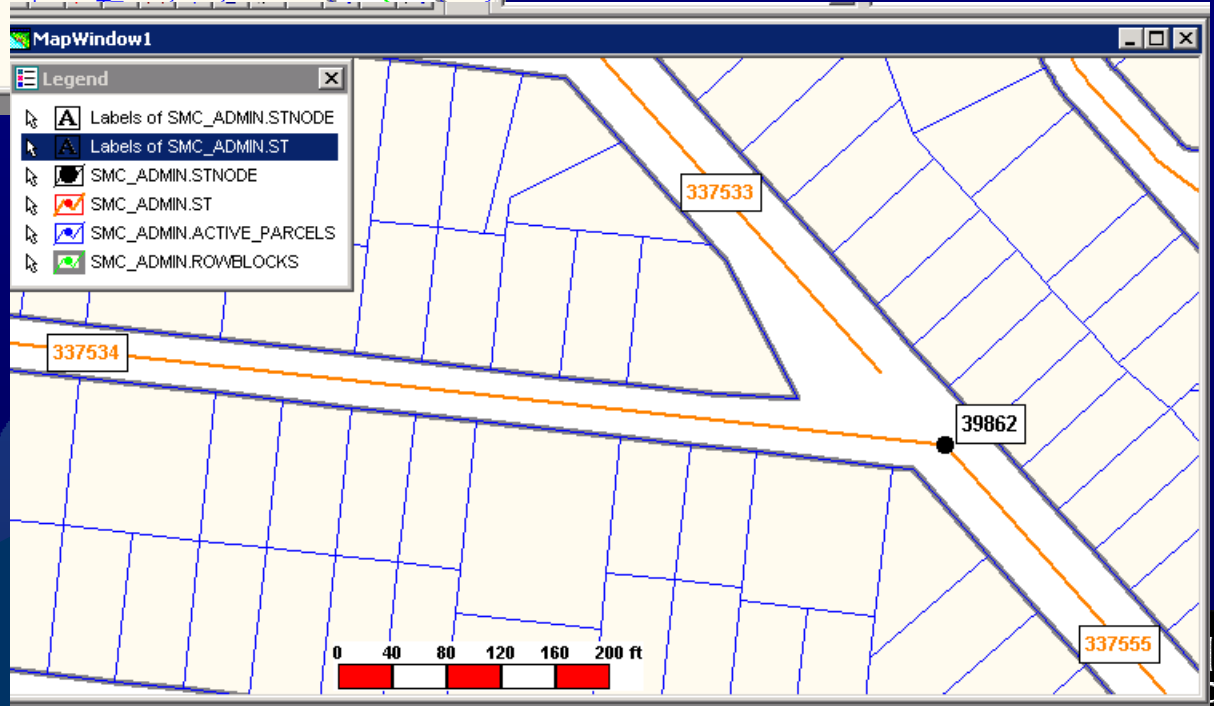 MapWindow1
Legend
A Labels of SMC_ADMIN.STNODE
A Labels of SMC_ADMIN.ST
SMC_ADMIN.STNODE
SMC_ADMIN.ST
SMC_ADMIN.ACTIVE_PARCELS
SMC_ADMIN.ROWBLOCKS
337533
337534
39862
337555
0 40 80 120 160 200 ft